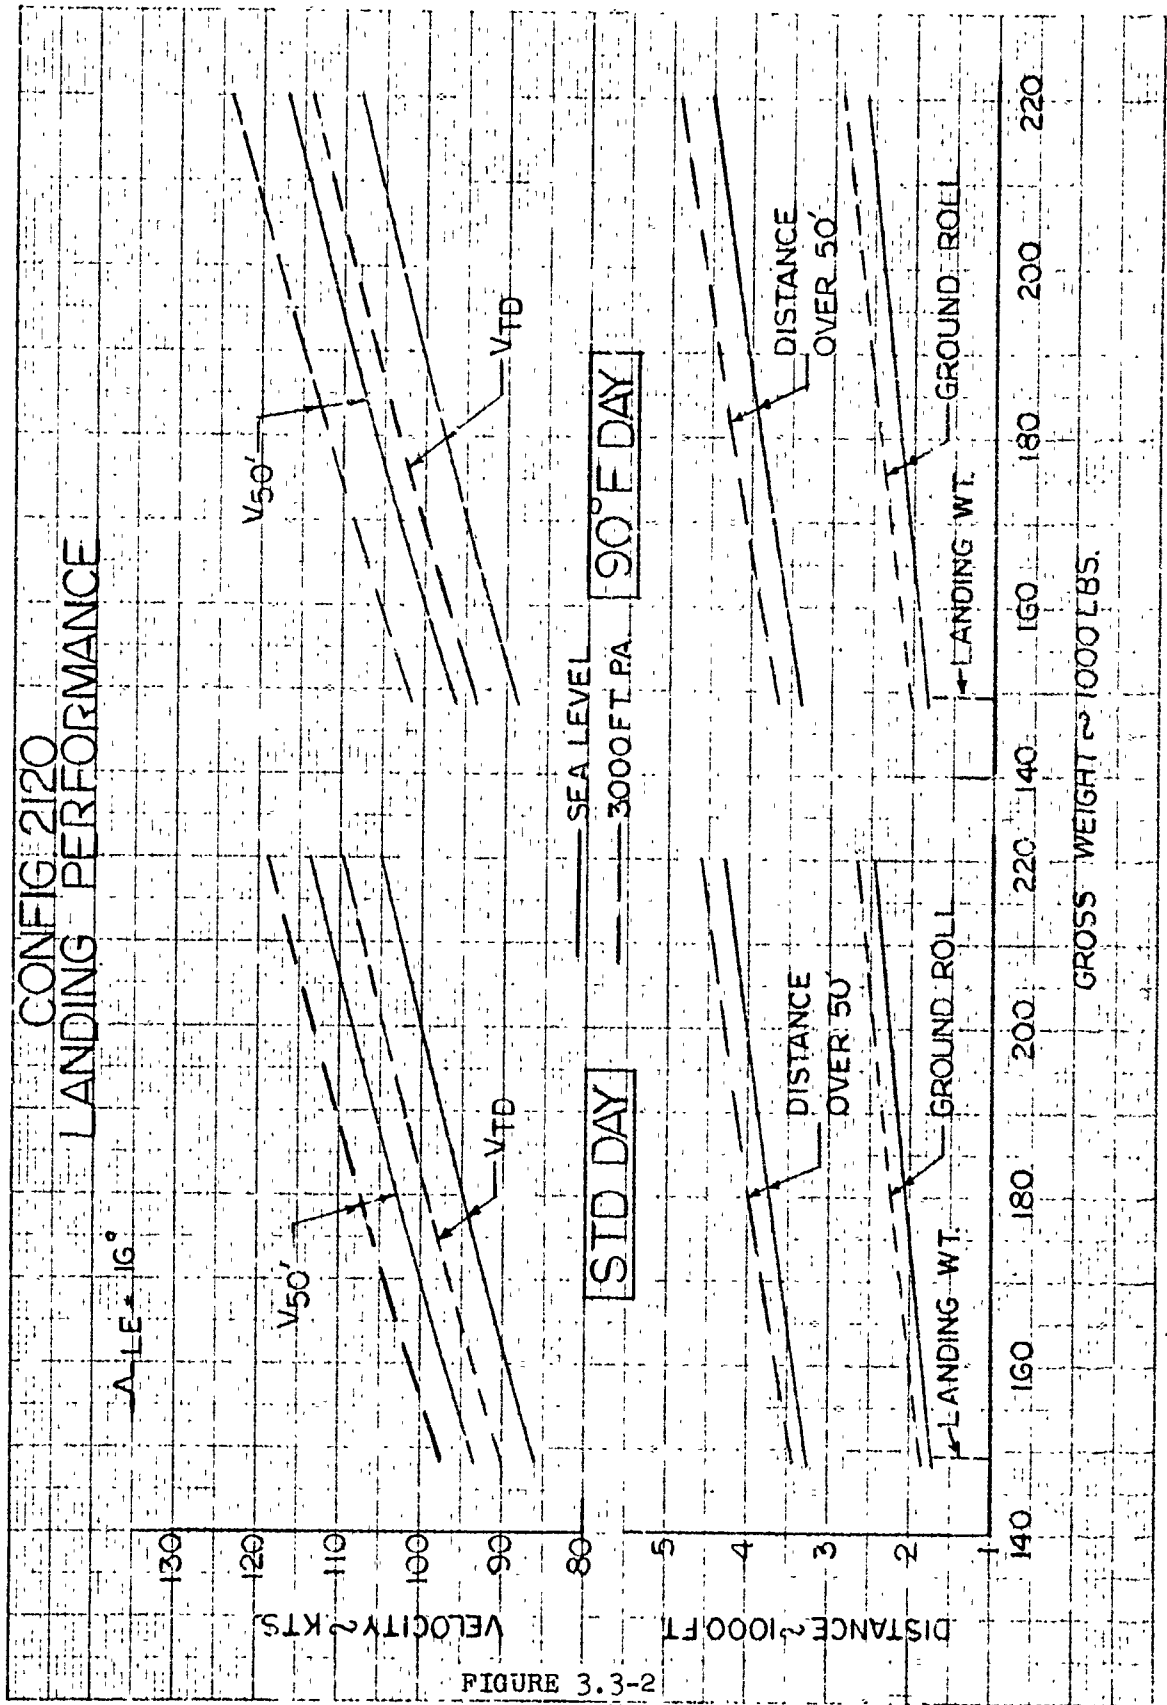 CONFIG 2120
LANDING PERFORMANCE
Λ LE = 16°
VELOCITY ~ KTS
130
120
110
100
90
80
V50'
VTD
V50'
VTD
STD DAY
SEA LEVEL
3000 FT. P.A.
90°F DAY
DISTANCE ~ 1000 FT
5
4
3
2
1
DISTANCE
OVER 50'
GROUND ROLL
LANDING WT.
DISTANCE
OVER 50'
GROUND ROLL
LANDING WT.
140
160
180
200
220
140
160
180
200
220
GROSS WEIGHT ~ 1000 LBS.
FIGURE 3.3-2